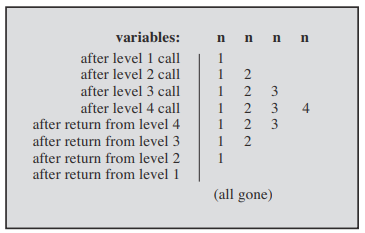 variables: n n n n
after level 1 call 1
after level 2 call 1 2
after level 3 call 1 2 3
after level 4 call 1 2 3 4
after return from level 4 1 2 3
after return from level 3 1 2
after return from level 2 1
after return from level 1
(all gone)